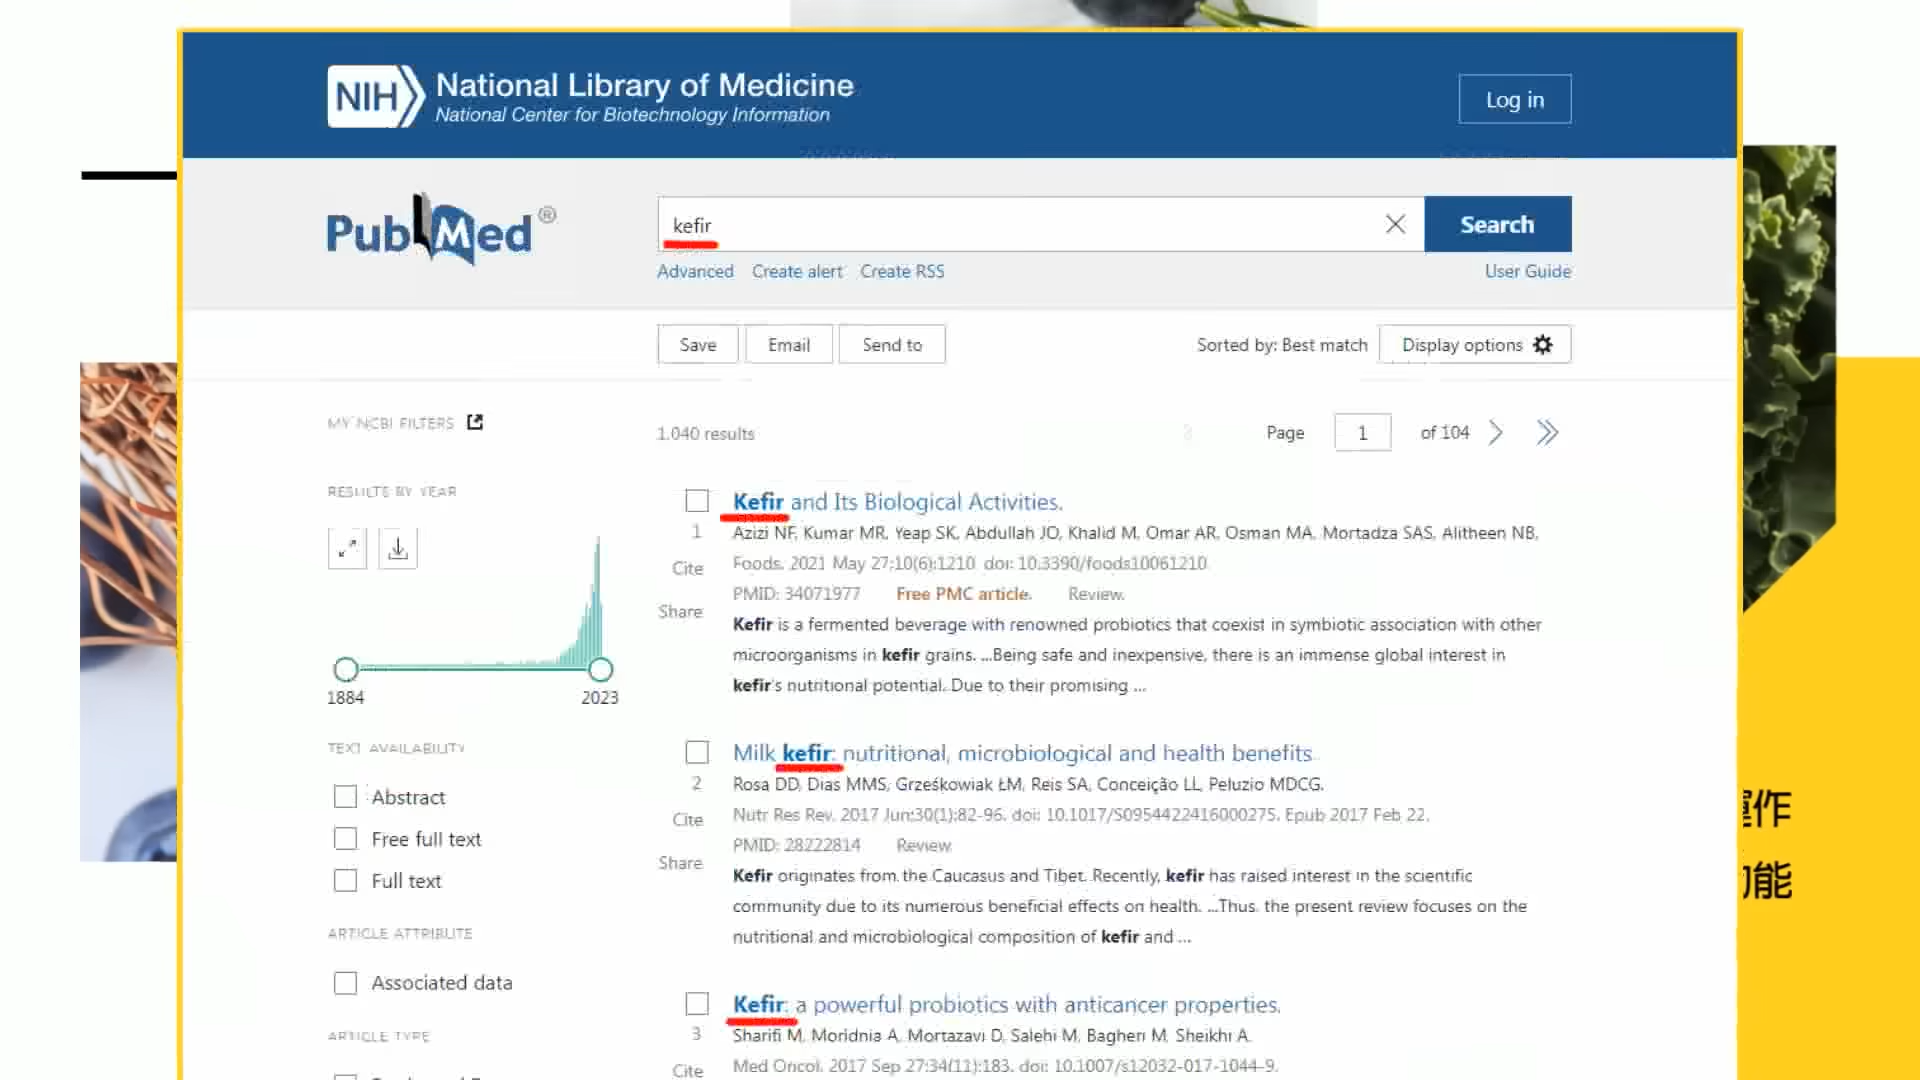 NIH National Library of Medicine
National Center for Biotechnology Information
Log in
PubMed®
kefir
Search
Advanced Create alert Create RSS
User Guide
Save Email Send to
Sorted by: Best match Display options
MY NCBI FILTERS
1.040 results
Page 1 of 104
RESULTS BY YEAR
1884 2023
TEXT AVAILABILITY
Abstract
Free full text
Full text
ARTICLE ATTRIBUTE
Associated data
ARTICLE TYPE
Kefir and Its Biological Activities.
1
Azizi NF, Kumar MR, Yeap SK, Abdullah JO, Khalid M, Omar AR, Osman MA, Mortadza SAS, Alitheen NB.
Cite
Foods. 2021 May 27;10(6):1210. doi: 10.3390/foods10061210.
PMID: 34071977 Free PMC article. Review.
Share
Kefir is a fermented beverage with renowned probiotics that coexist in symbiotic association with other
microorganisms in kefir grains. ...Being safe and inexpensive, there is an immense global interest in
kefir's nutritional potential. Due to their promising ...
Milk kefir: nutritional, microbiological and health benefits.
2
Rosa DD, Dias MMS, Grześkowiak ŁM, Reis SA, Conceição LL, Peluzio MDCG.
Cite
Nutr Res Rev. 2017 Jun;30(1):82-96. doi: 10.1017/S0954422416000275. Epub 2017 Feb 22.
PMID: 28222814 Review.
Share
Kefir originates from the Caucasus and Tibet. Recently, kefir has raised interest in the scientific
community due to its numerous beneficial effects on health. ...Thus, the present review focuses on the
nutritional and microbiological composition of kefir and ...
Kefir: a powerful probiotics with anticancer properties.
3
Sharifi M, Moridnia A, Mortazavi D, Salehi M, Bagheri M, Sheikhi A.
Cite
Med Oncol. 2017 Sep 27;34(11):183. doi: 10.1007/s12032-017-1044-9.
作
能